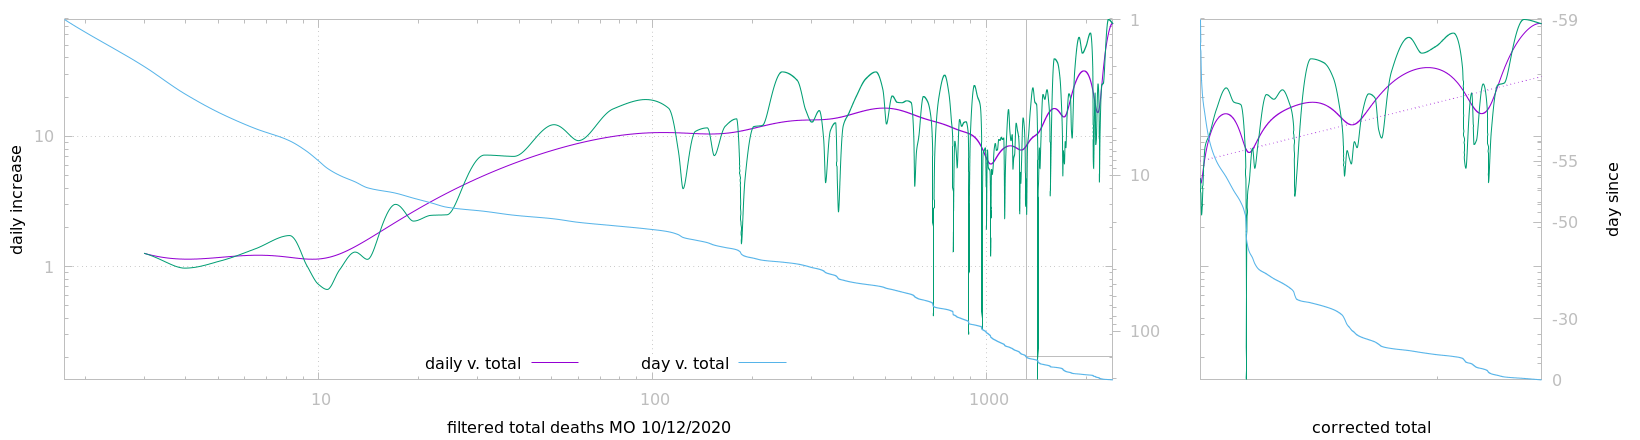 1
-59
10
10
-55
-50
1
100
-30
0
daily increase
day since
daily v. total
day v. total
10
100
1000
filtered total deaths MO 10/12/2020
corrected total